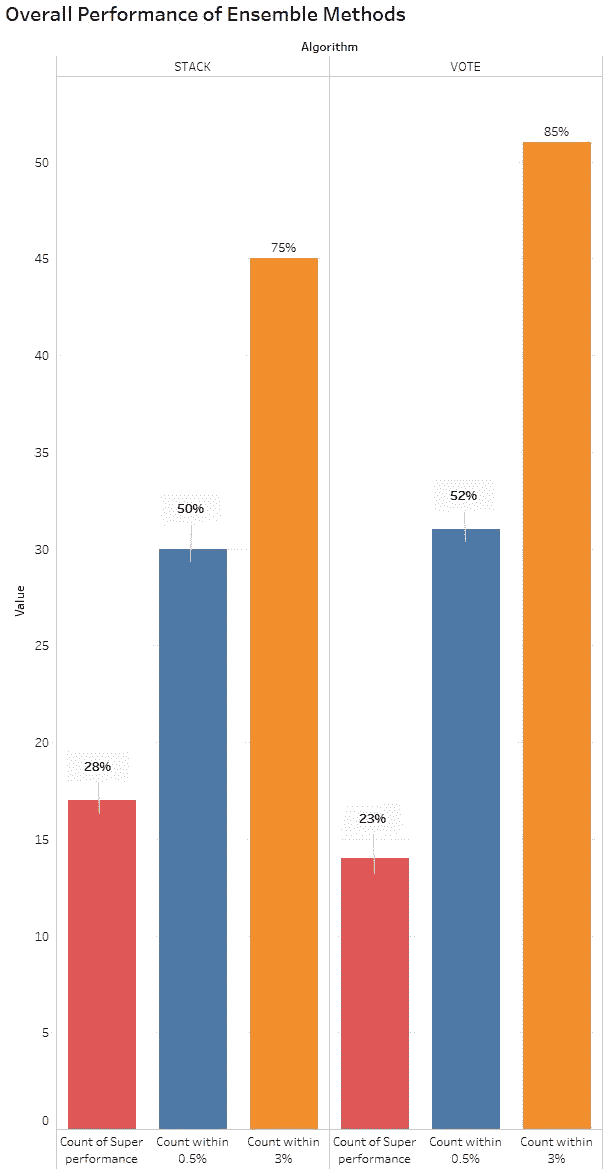 Overall Performance of Ensemble Methods
Algorithm
STACK VOTE
85%
50
75%
45
40
35
52%
50%
30
Value
25
20
28%
23%
15
10
5
0
Count of Super Count within Count within Count of Super Count within Count within
performance 0.5% 3% performance 0.5% 3%